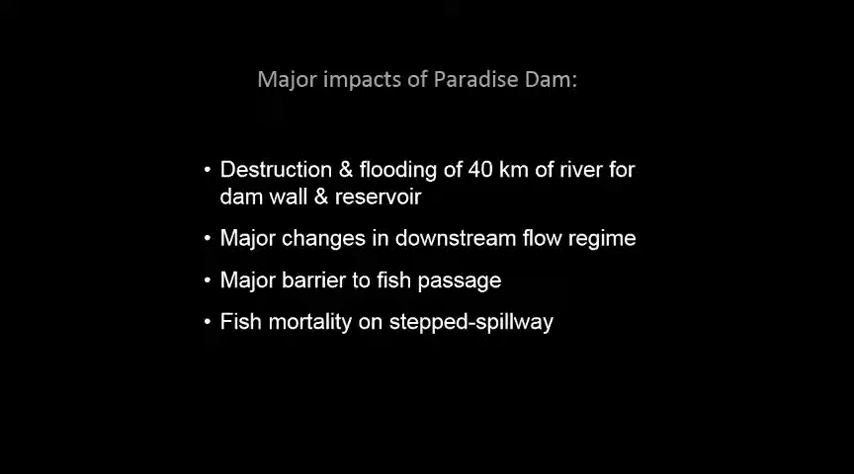 Major impacts of Paradise Dam:
• Destruction & flooding of 40 km of river for
dam wall & reservoir
• Major changes in downstream flow regime
• Major barrier to fish passage
• Fish mortality on stepped-spillway